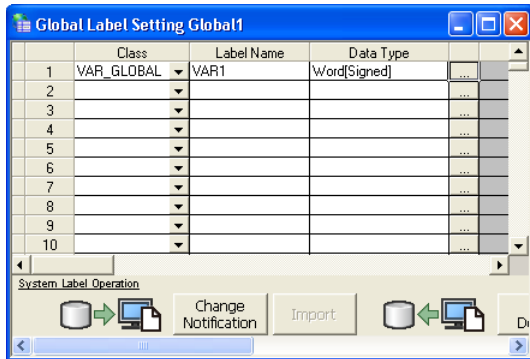 Global Label Setting Global1
Class Label Name Data Type
1 VAR_GLOBAL VAR1 Word[Signed] ...
2 ...
3 ...
4 ...
5 ...
6 ...
7 ...
8 ...
9 ...
10 ...
System Label Operation
Change
Notification
Import